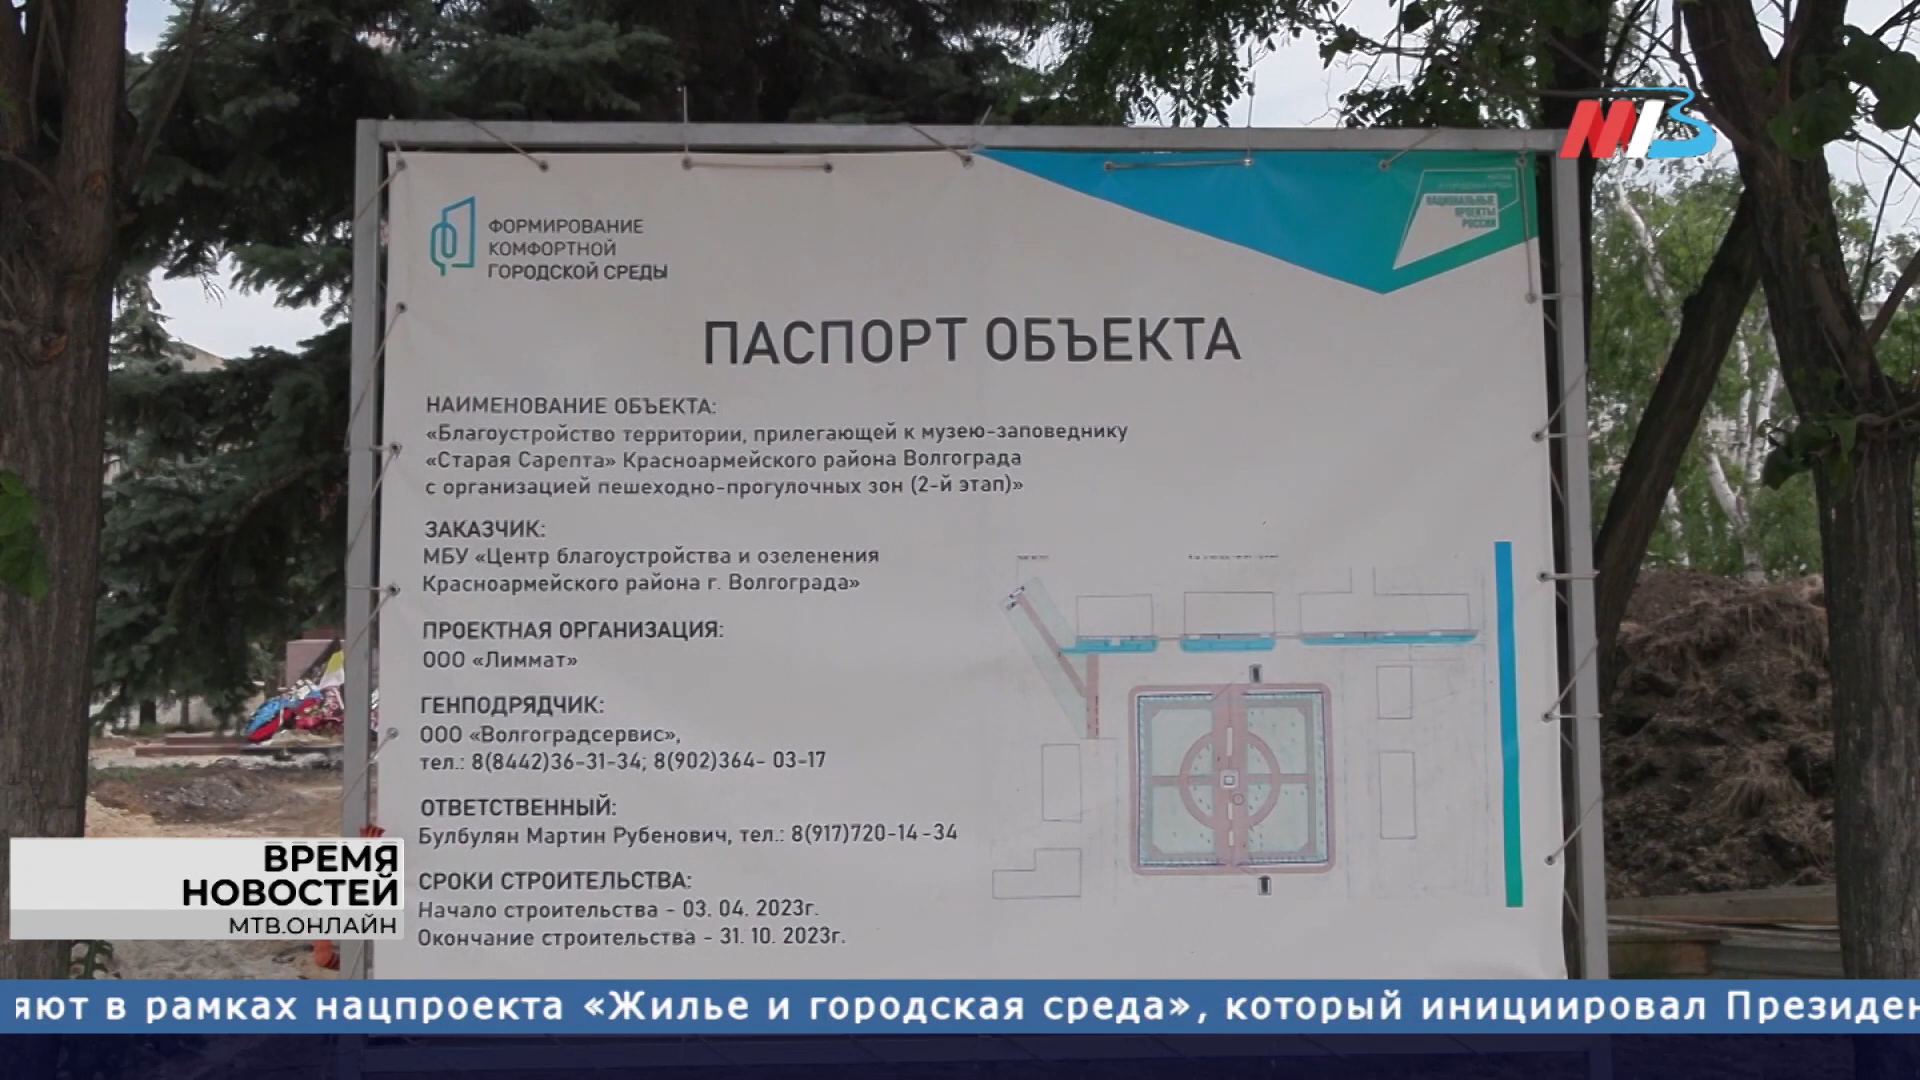 МТВ
ФОРМИРОВАНИЕ
КОМФОРТНОЙ
ГОРОДСКОЙ СРЕДЫ
НАЦИОНАЛЬНЫЕ
ПРОЕКТЫ
РОССИИ
ПАСПОРТ ОБЪЕКТА
НАИМЕНОВАНИЕ ОБЪЕКТА:
«Благоустройство территории, прилегающей к музею-заповеднику
«Старая Сарепта» Красноармейского района Волгограда
с организацией пешеходно-прогулочных зон (2-й этап)»
ЗАКАЗЧИК:
МБУ «Центр благоустройства и озеленения
Красноармейского района г. Волгограда»
ПРОЕКТНАЯ ОРГАНИЗАЦИЯ:
ООО «Лиммат»
ГЕНПОДРЯДЧИК:
ООО «Волгоградсервис»,
тел.: 8(8442)36-31-34; 8(902)364- 03-17
ОТВЕТСТВЕННЫЙ:
Булбулян Мартин Рубенович, тел.: 8(917)720-14-34
СРОКИ СТРОИТЕЛЬСТВА:
Начало строительства - 03. 04. 2023г.
Окончание строительства - 31. 10. 2023г.
ВРЕМЯ
НОВОСТЕЙ
МТВ.ОНЛАЙН
яют в рамках нацпроекта «Жилье и городская среда», который инициировал Президен